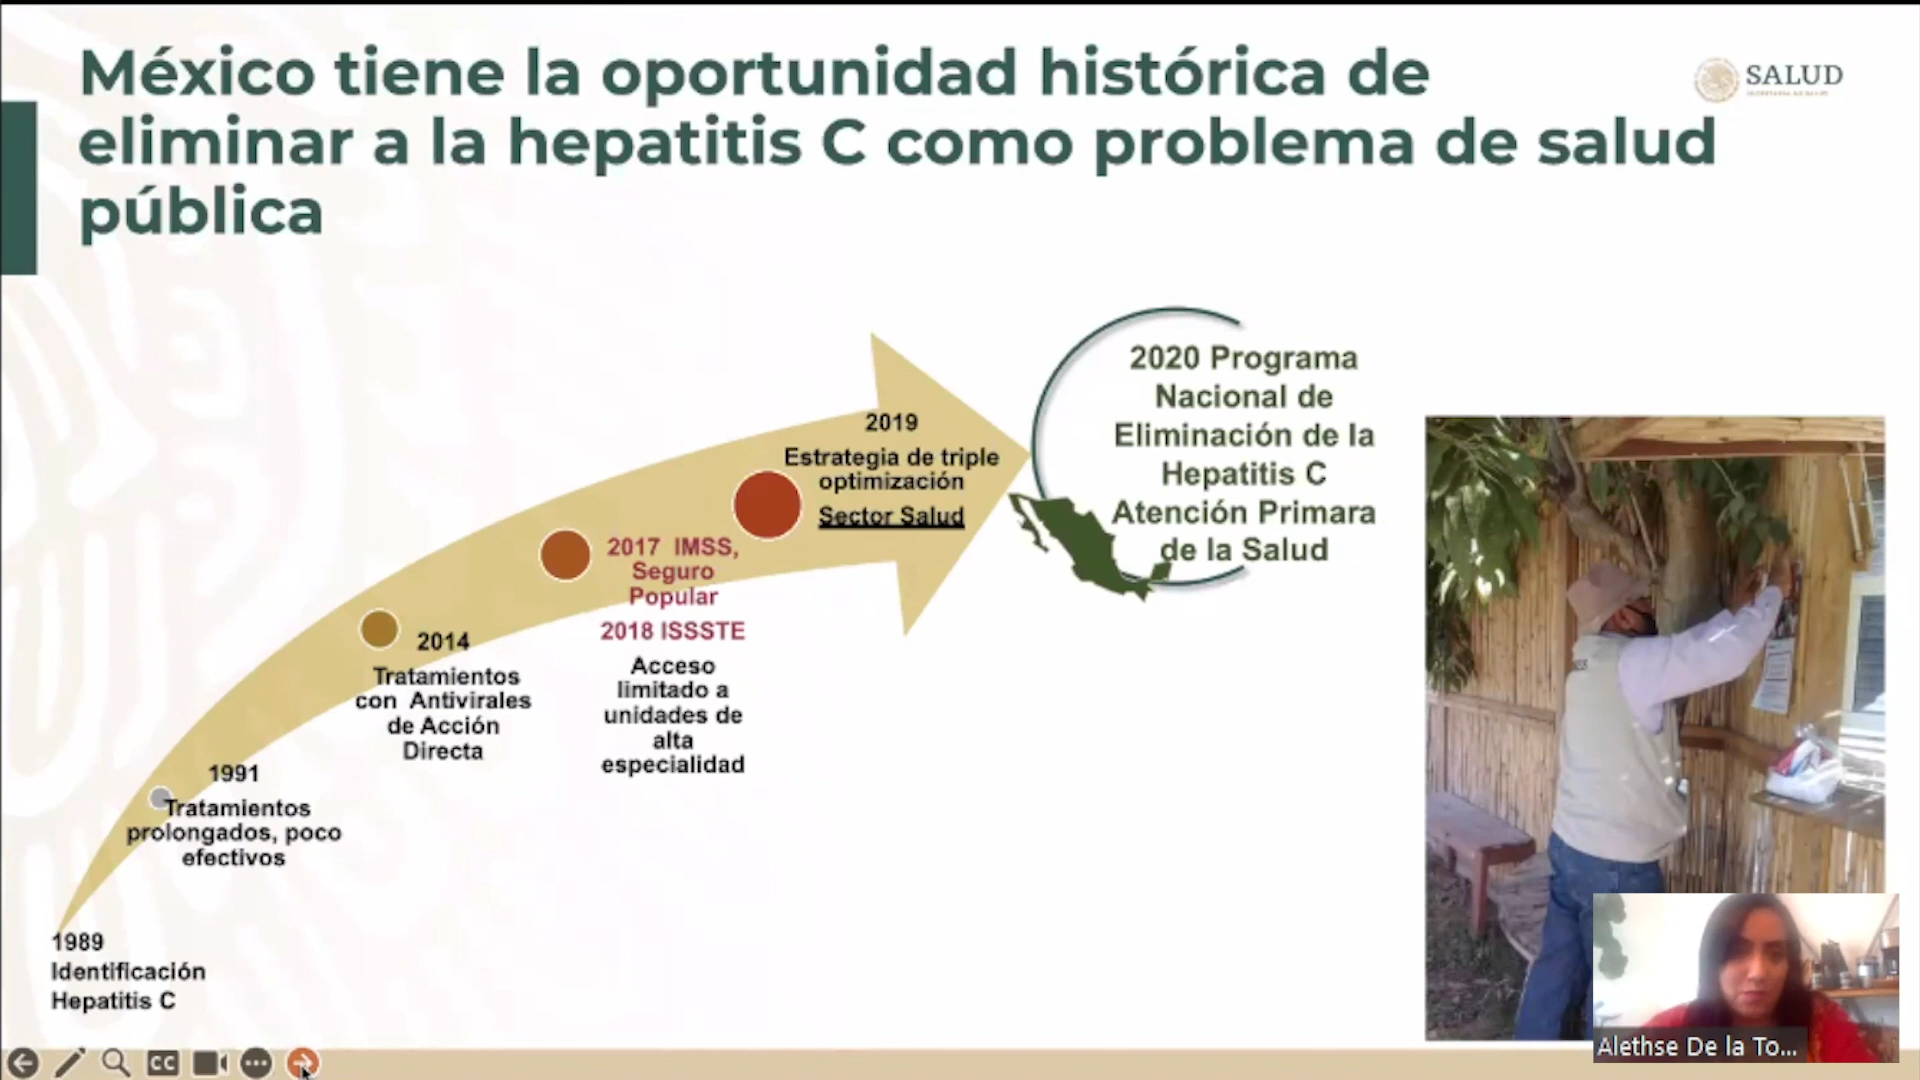 México tiene la oportunidad histórica de
eliminar a la hepatitis C como problema de salud
pública
SALUD
2020 Programa
Nacional de
Eliminación de la
Hepatitis C
Atención Primara
de la Salud
2019
Estrategia de triple
optimización
Sector Salud
2017 IMSS,
Seguro
Popular
2018 ISSSTE
Acceso
limitado a
unidades de
alta
especialidad
2014
Tratamientos
con Antivirales
de Acción
Directa
1991
Tratamientos
prolongados, poco
efectivos
1989
Identificación
Hepatitis C
CC
Alethse De la To...